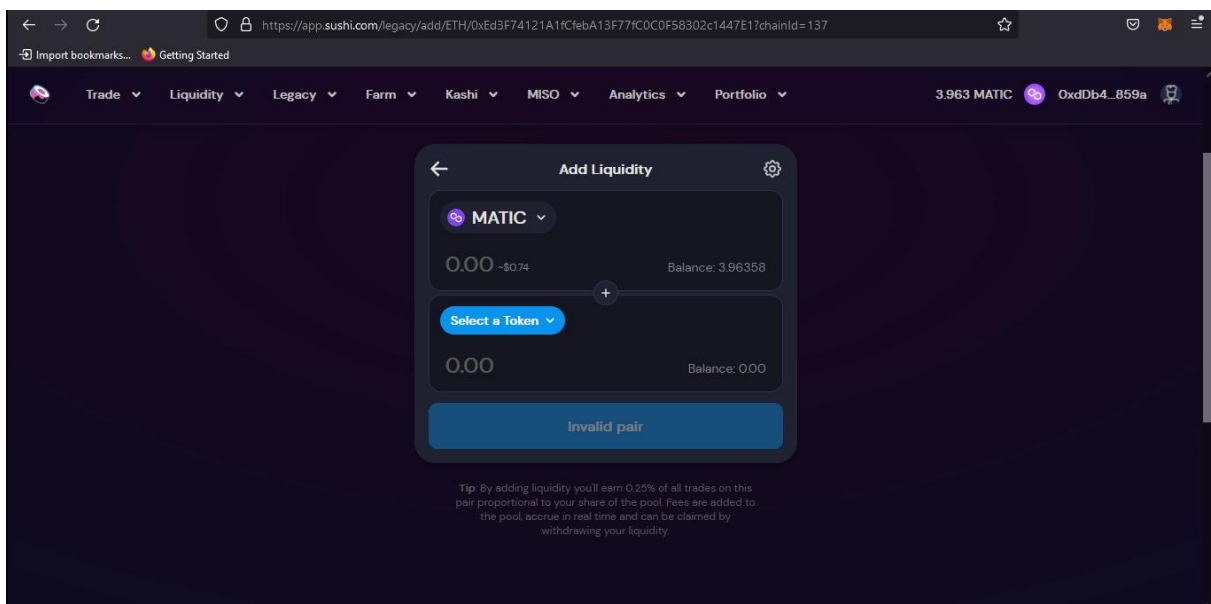 https://app.sushi.com/legacy/add/ETH/0xEd3F74121A1fCfebA13F77fC0C0F58302c1447E1?chainId=137
Import bookmarks... Getting Started
Trade Liquidity Legacy Farm Kashi MISO Analytics Portfolio 3.963 MATIC 0xdDb4...859a
Add Liquidity
MATIC
0.00 ~$0.74 Balance: 3.96358
+
Select a Token
0.00 Balance: 0.00
Invalid pair
Tip: By adding liquidity you'll earn 0.25% of all trades on this
pair proportional to your share of the pool. Fees are added to
the pool, accrue in real time and can be claimed by
withdrawing your liquidity.